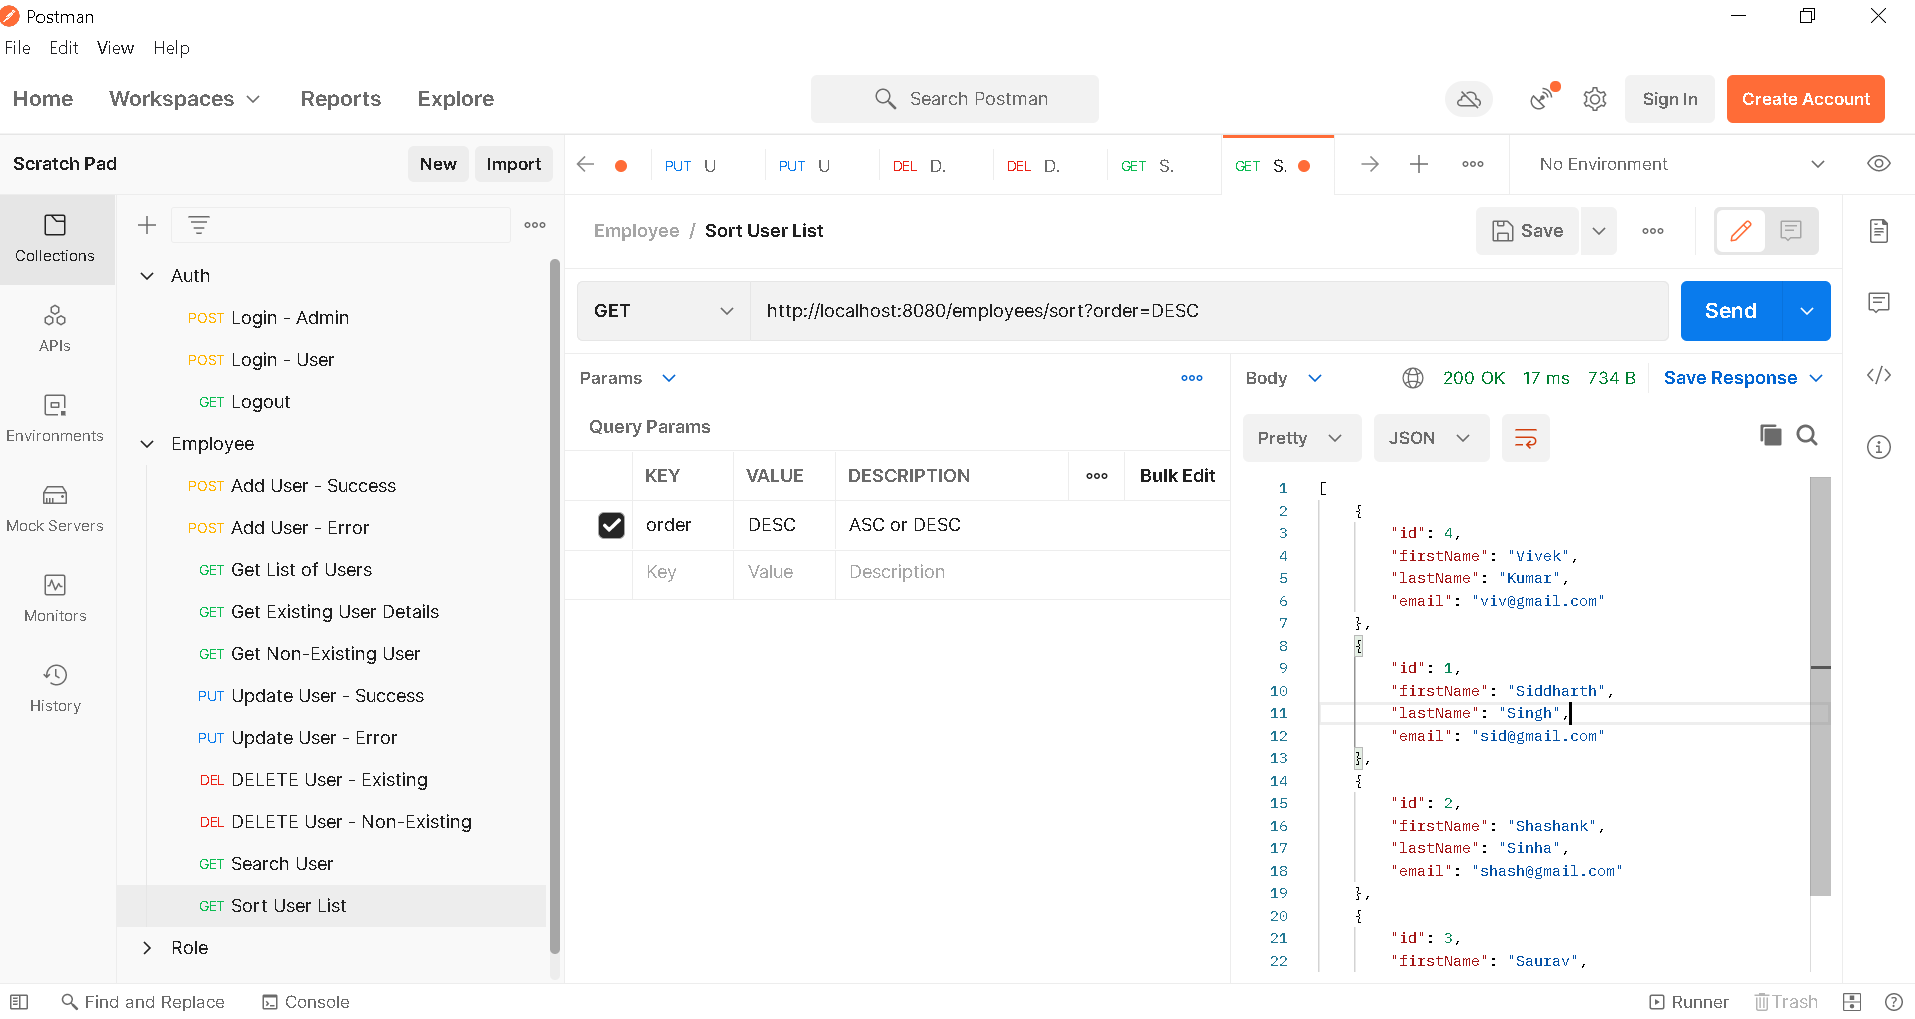 Postman
File Edit View Help
Home Workspaces Reports Explore Search Postman Sign In Create Account
Scratch Pad New Import
PUT U PUT U DEL D. DEL D. GET S. GET S. No Environment
Collections
APIs
Environments
Mock Servers
Monitors
History
Auth
POST Login - Admin
POST Login - User
GET Logout
Employee
POST Add User - Success
POST Add User - Error
GET Get List of Users
GET Get Existing User Details
GET Get Non-Existing User
PUT Update User - Success
PUT Update User - Error
DEL DELETE User - Existing
DEL DELETE User - Non-Existing
GET Search User
GET Sort User List
Role
Employee / Sort User List Save
GET http://localhost:8080/employees/sort?order=DESC Send
Params
Query Params
KEY VALUE DESCRIPTION Bulk Edit
order DESC ASC or DESC
Key Value Description
Body 200 OK 17 ms 734 B Save Response
Pretty JSON
1 [
2 {
3 "id": 4,
4 "firstName": "Vivek",
5 "lastName": "Kumar",
6 "email": "viv@gmail.com"
7 },
8 {
9 "id": 1,
10 "firstName": "Siddharth",
11 "lastName": "Singh",
12 "email": "sid@gmail.com"
13 },
14 {
15 "id": 2,
16 "firstName": "Shashank",
17 "lastName": "Sinha",
18 "email": "shash@gmail.com"
19 },
20 {
21 "id": 3,
22 "firstName": "Saurav",
Find and Replace Console Runner Trash